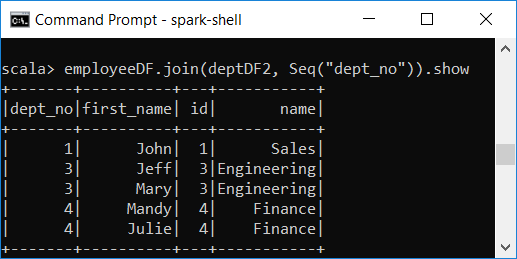 Command Prompt - spark-shell
scala> employeeDF.join(deptDF2, Seq("dept_no")).show
+-------+----------+---+-----------+
|dept_no|first_name| id|       name|
+-------+----------+---+-----------+
|      1|      John|  1|      Sales|
|      3|      Jeff|  3|Engineering|
|      3|      Mary|  3|Engineering|
|      4|     Mandy|  4|    Finance|
|      4|     Julie|  4|    Finance|
+-------+----------+---+-----------+